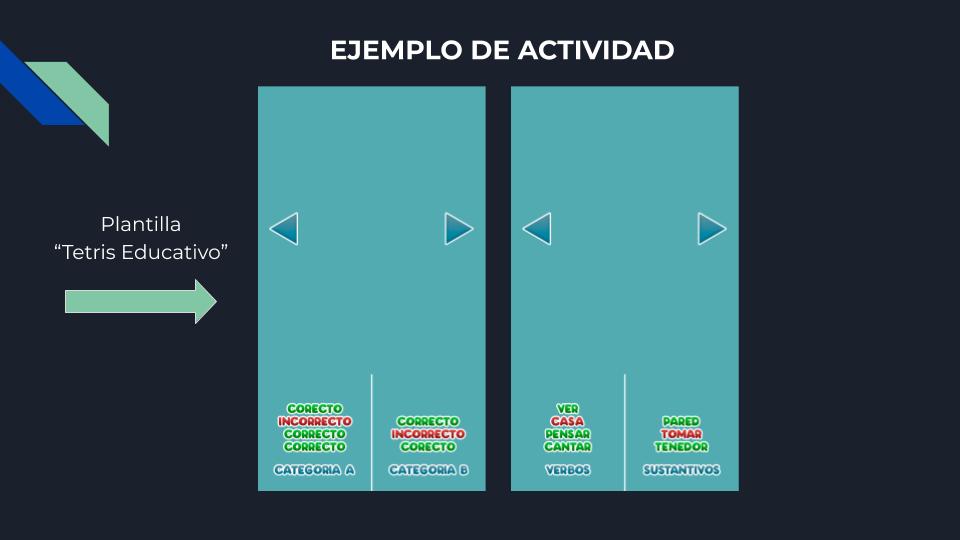 EJEMPLO DE ACTIVIDAD
Plantilla
“Tetris Educativo”
CORECTO
INCORRECTO
CORRECTO
CORRECTO
CATEGORIA A
CORRECTO
INCORRECTO
CORECTO
CATEGORIA B
VER
CASA
PENSAR
CANTAR
VERBOS
PARED
TOMAR
TENEDOR
SUSTANTIVOS